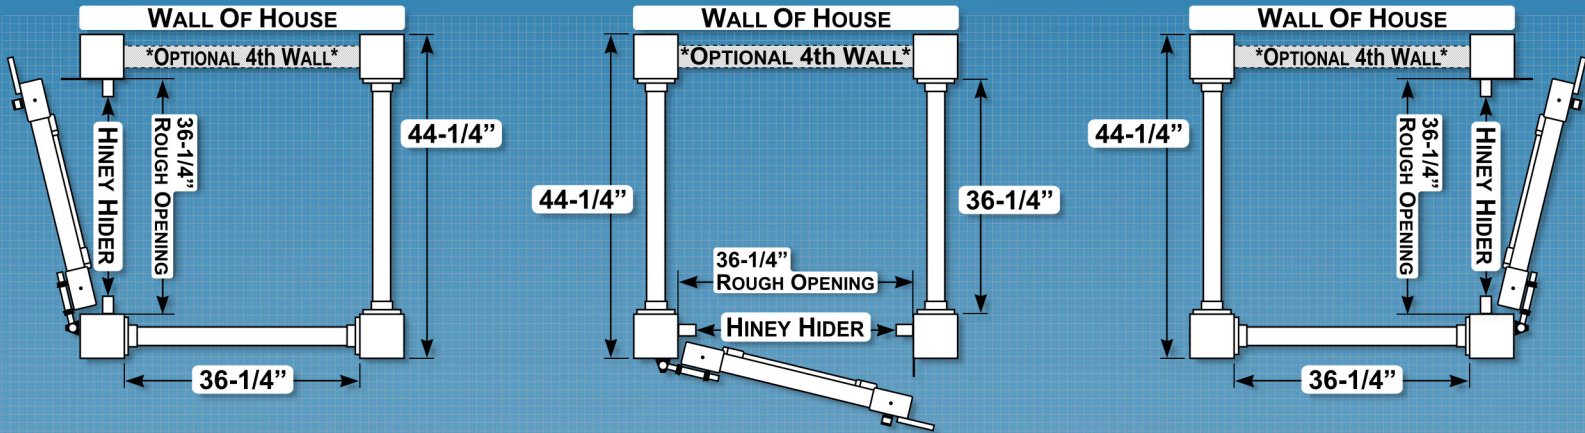 WALL OF HOUSE
*OPTIONAL 4th WALL*
HINEY HIDER
36-1/4”
ROUGH OPENING
44-1/4”
36-1/4”
WALL OF HOUSE
*OPTIONAL 4th WALL*
44-1/4”
36-1/4”
36-1/4”
ROUGH OPENING
HINEY HIDER
WALL OF HOUSE
*OPTIONAL 4th WALL*
44-1/4”
36-1/4”
ROUGH OPENING
HINEY HIDER
36-1/4”